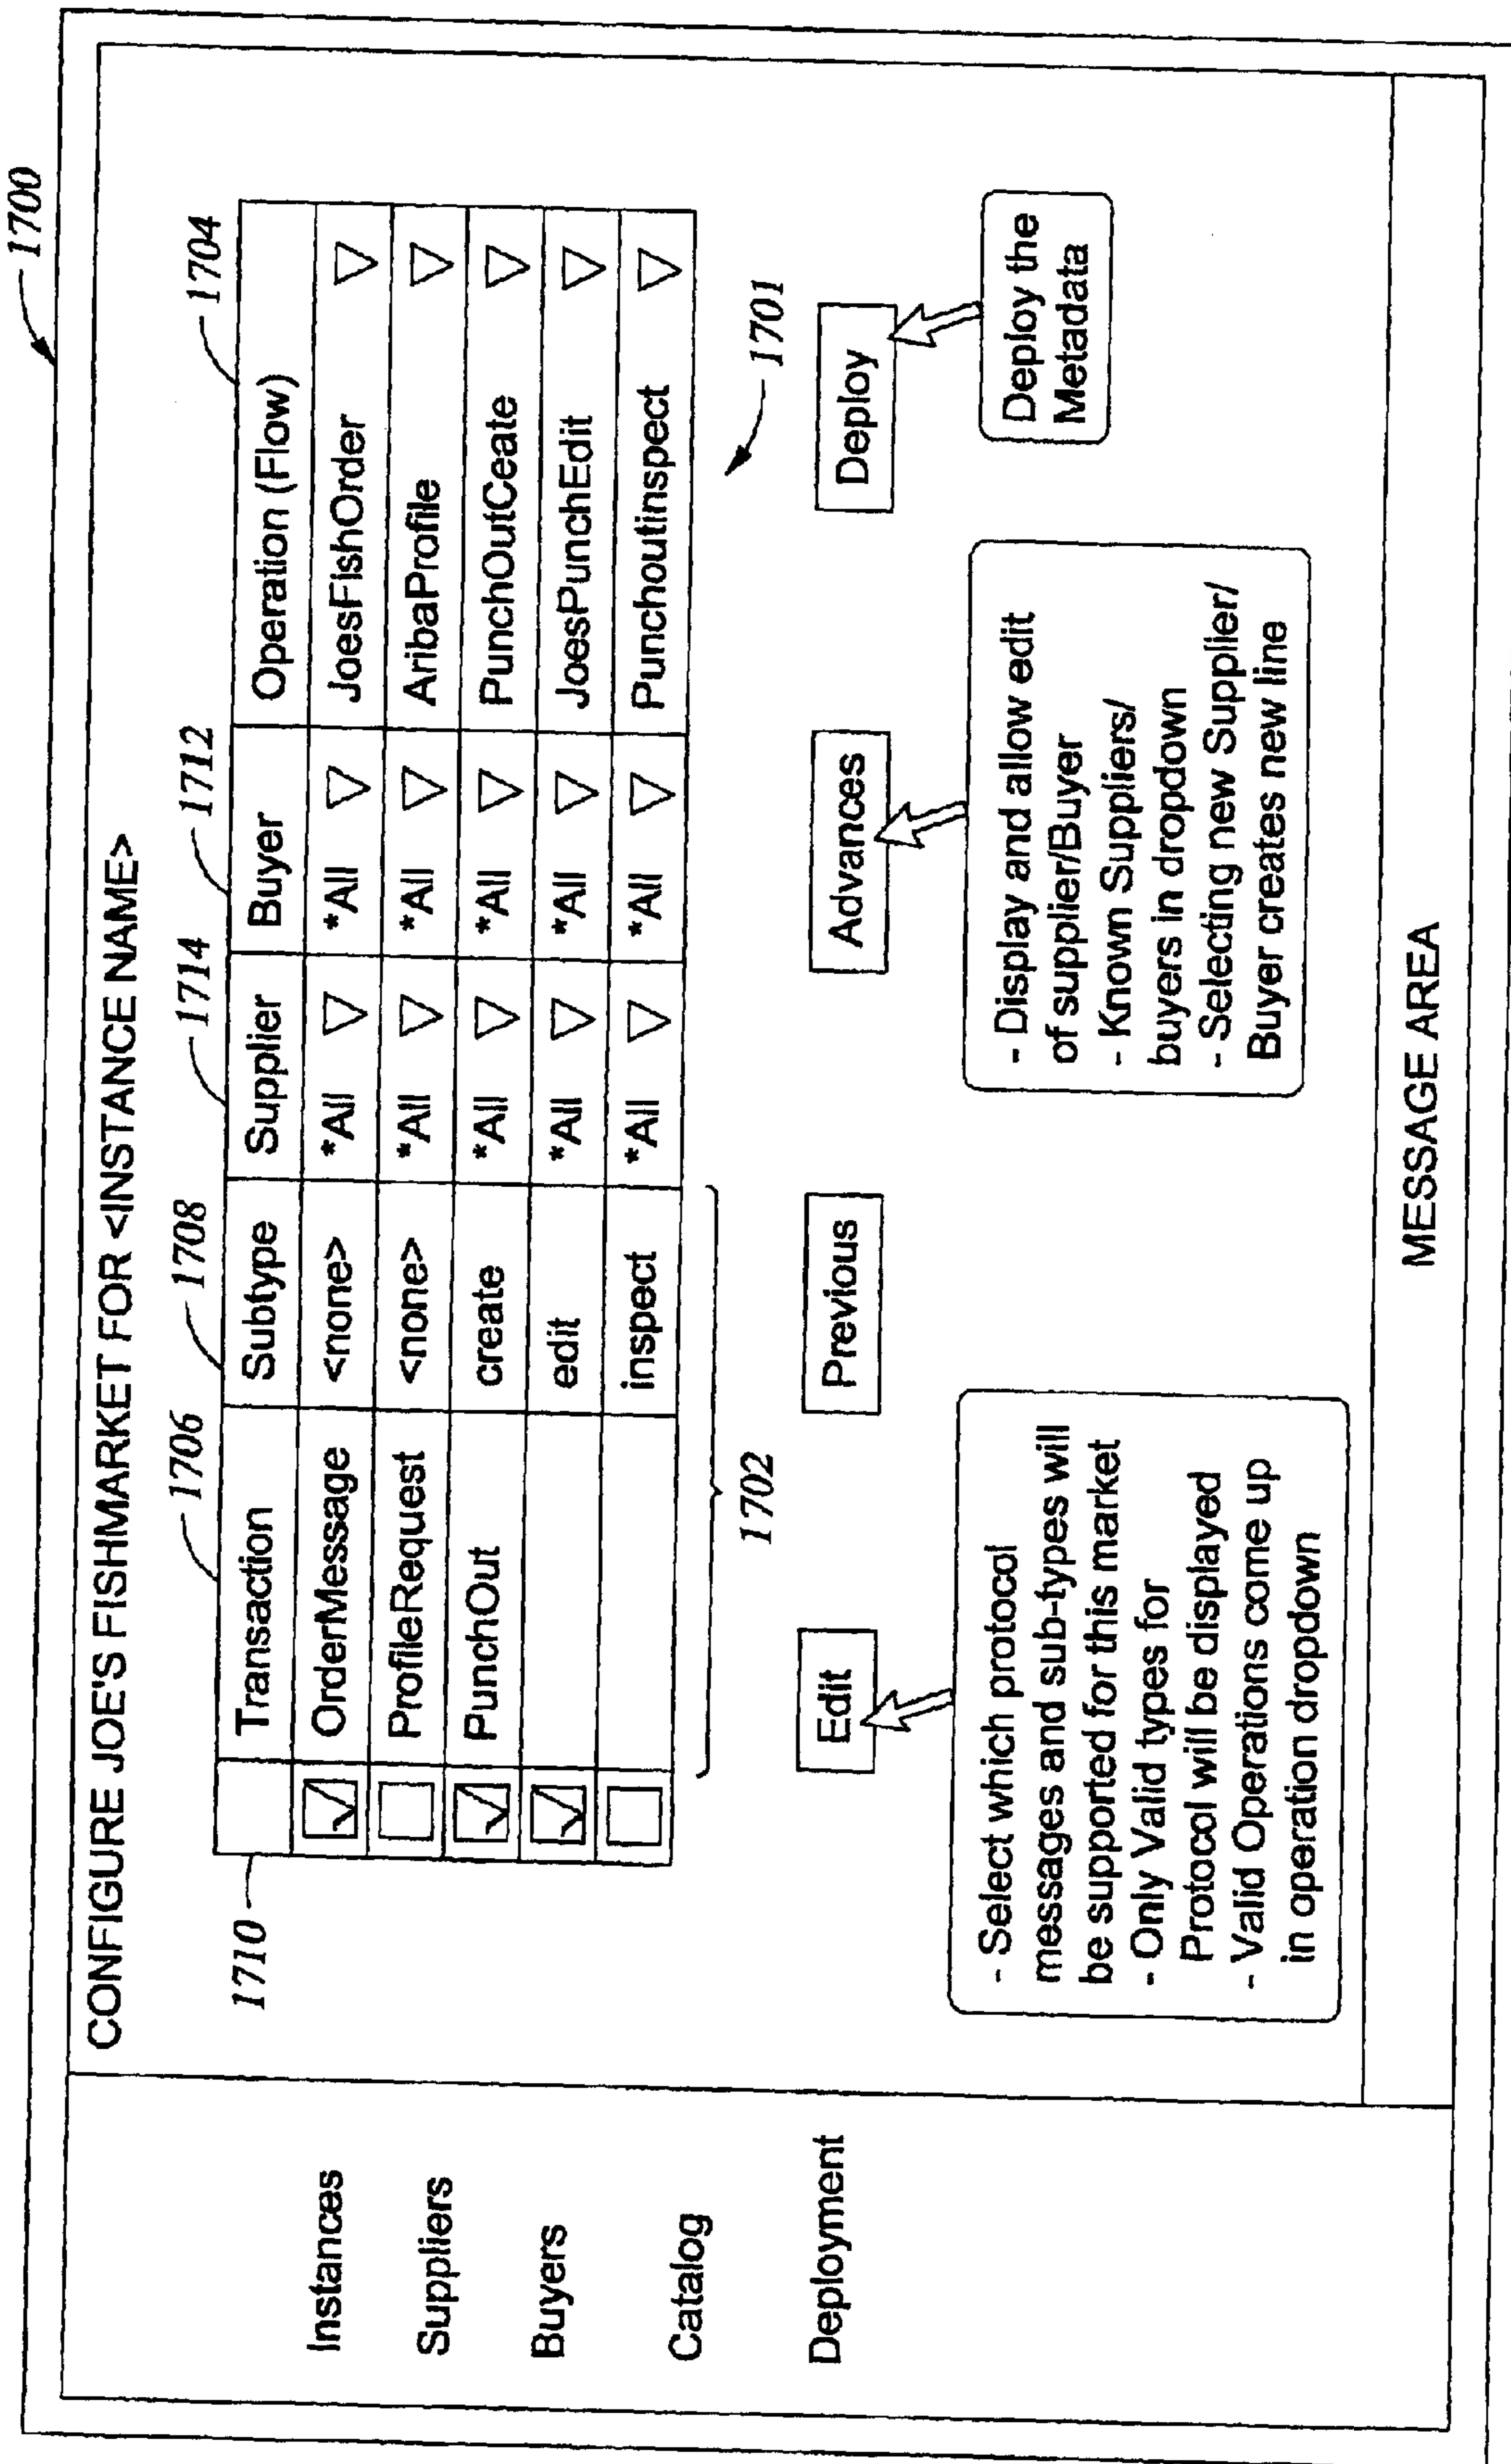 1700
CONFIGURE JOE'S FISHMARKET FOR <INSTANCE NAME>
Instances
Suppliers
Buyers
Catalog
Deployment
1710
1706
1708
1714
1712
1704
Transaction Subtype Supplier Buyer Operation (Flow)
OrderMessage <none> *All *All JoesFishOrder
ProfileRequest <none> *All *All AribaProfile
PunchOut create *All *All PunchOutCeate
edit *All *All JoesPunchEdit
inspect *All *All Punchoutinspect
1702
1701
Edit Previous Advances Deploy
- Select which protocol
messages and sub-types will
be supported for this market
- Only Valid types for
Protocol will be displayed
- Valid Operations come up
in operation dropdown
- Display and allow edit
of supplier/Buyer
- Known Suppliers/
buyers in dropdown
- Selecting new Supplier/
Buyer creates new line
Deploy the
Metadata
MESSAGE AREA